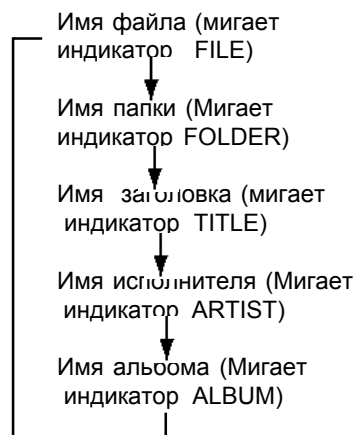 Имя файла (мигает
индикатор FILE)
Имя папки (Мигает
индикатор FOLDER)
Имя заголовка (мигает
индикатор TITLE)
Имя исполнителя (Мигает
индикатор ARTIST)
Имя альбома (Мигает
индикатор ALBUM)